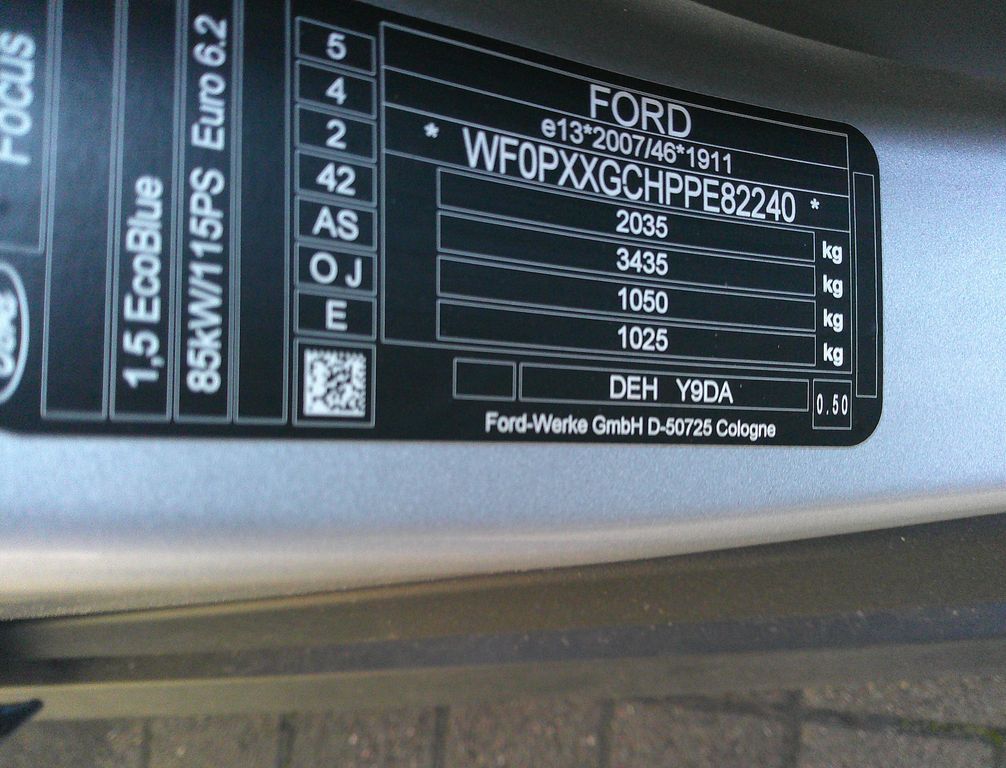 FOCUS
1,5 EcoBlue
85kW/115PS Euro 6.2
5
4
2
42
AS
O J
E
FORD
e13*2007/46*1911
* WF0PXXGCHPPE82240 *
2035 kg
3435 kg
1050 kg
1025 kg
DEH Y9DA
0.50
Ford-Werke GmbH D-50725 Cologne